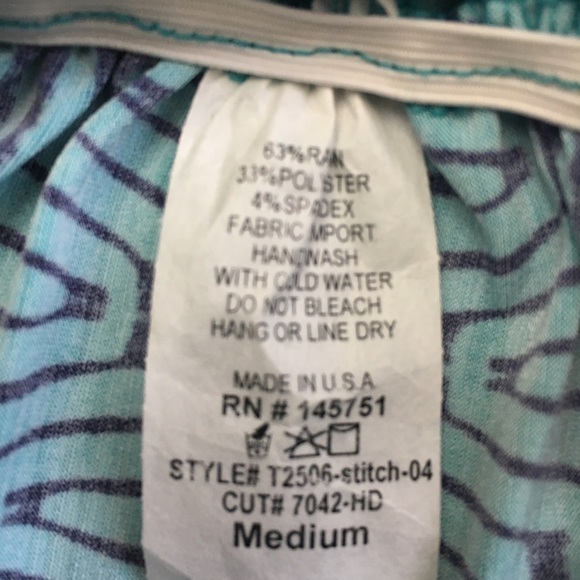 63%RAYON
33%POLYESTER
4%SPADEX
FABRIC IMPORT
HANDWASH
WITH COLD WATER
DO NOT BLEACH
HANG OR LINE DRY
MADE IN U.S.A
RN # 145751
STYLE# T2506-stitch-04
CUT# 7042-HD
Medium